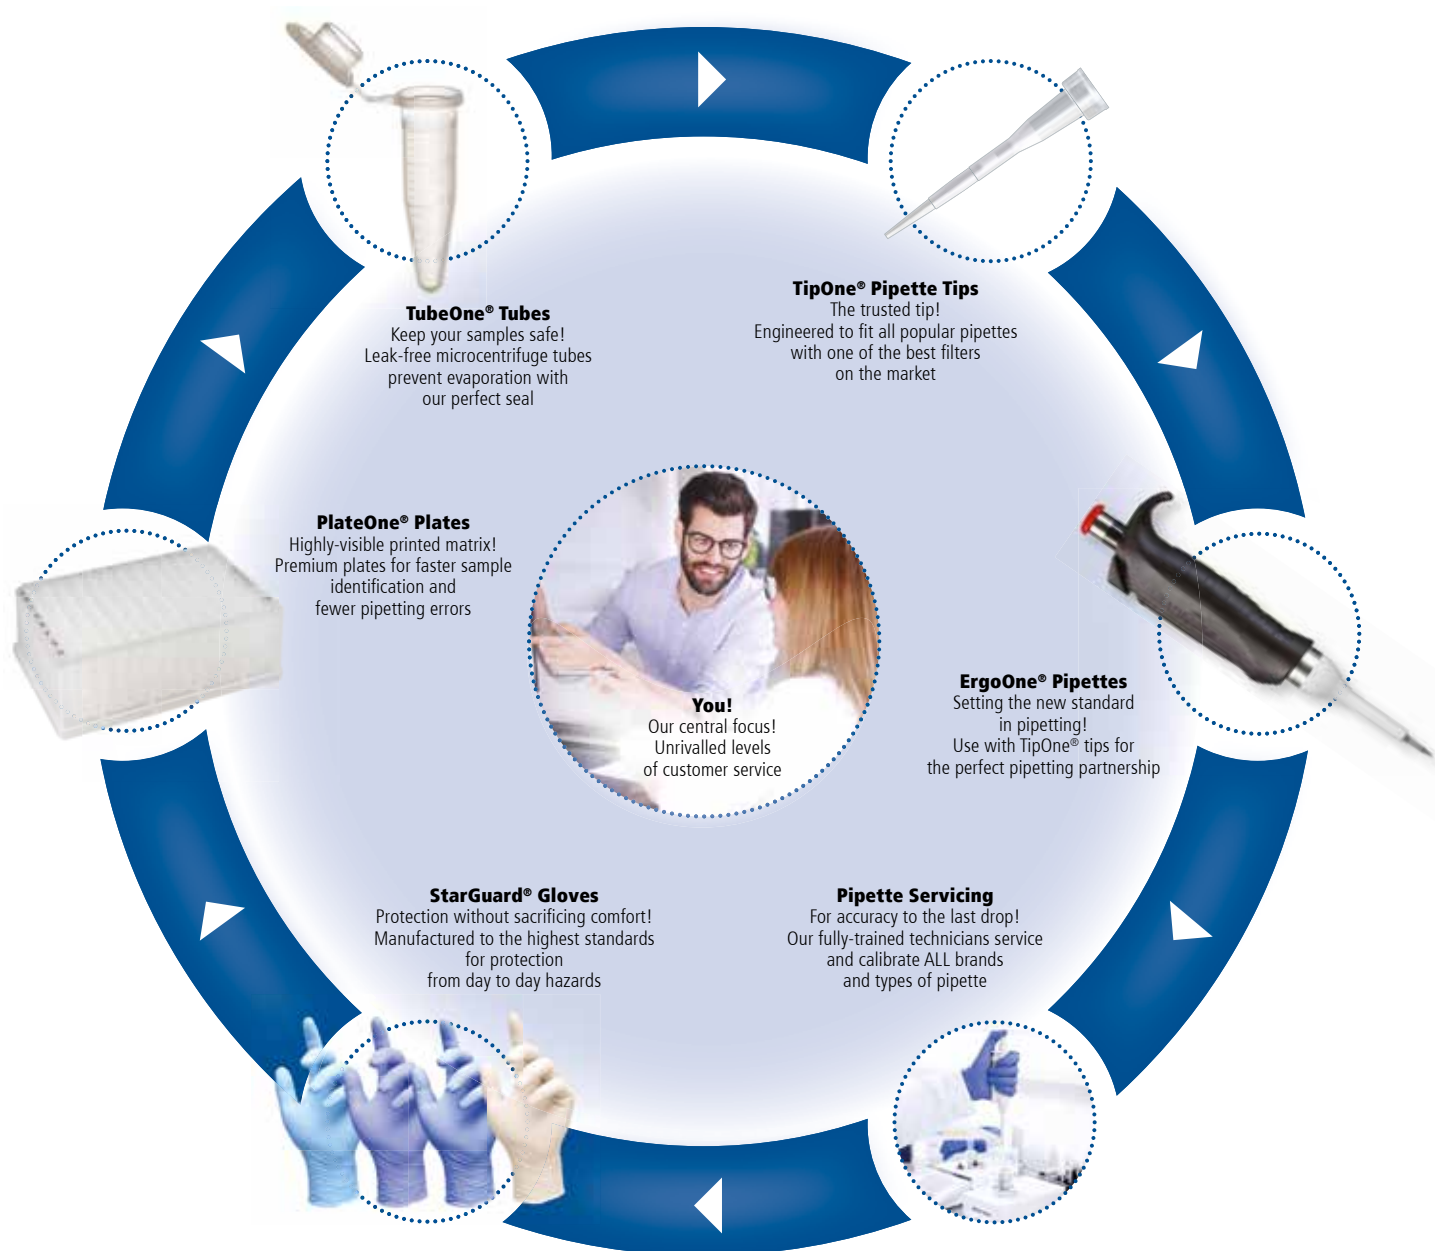 TubeOne® Tubes
Keep your samples safe!
Leak-free microcentrifuge tubes
prevent evaporation with
our perfect seal
TipOne® Pipette Tips
The trusted tip!
Engineered to fit all popular pipettes
with one of the best filters
on the market
PlateOne® Plates
Highly-visible printed matrix!
Premium plates for faster sample
identification and
fewer pipetting errors
You!
Our central focus!
Unrivalled levels
of customer service
ErgoOne® Pipettes
Setting the new standard
in pipetting!
Use with TipOne® tips for
the perfect pipetting partnership
StarGuard® Gloves
Protection without sacrificing comfort!
Manufactured to the highest standards
for protection
from day to day hazards
Pipette Servicing
For accuracy to the last drop!
Our fully-trained technicians service
and calibrate ALL brands
and types of pipette